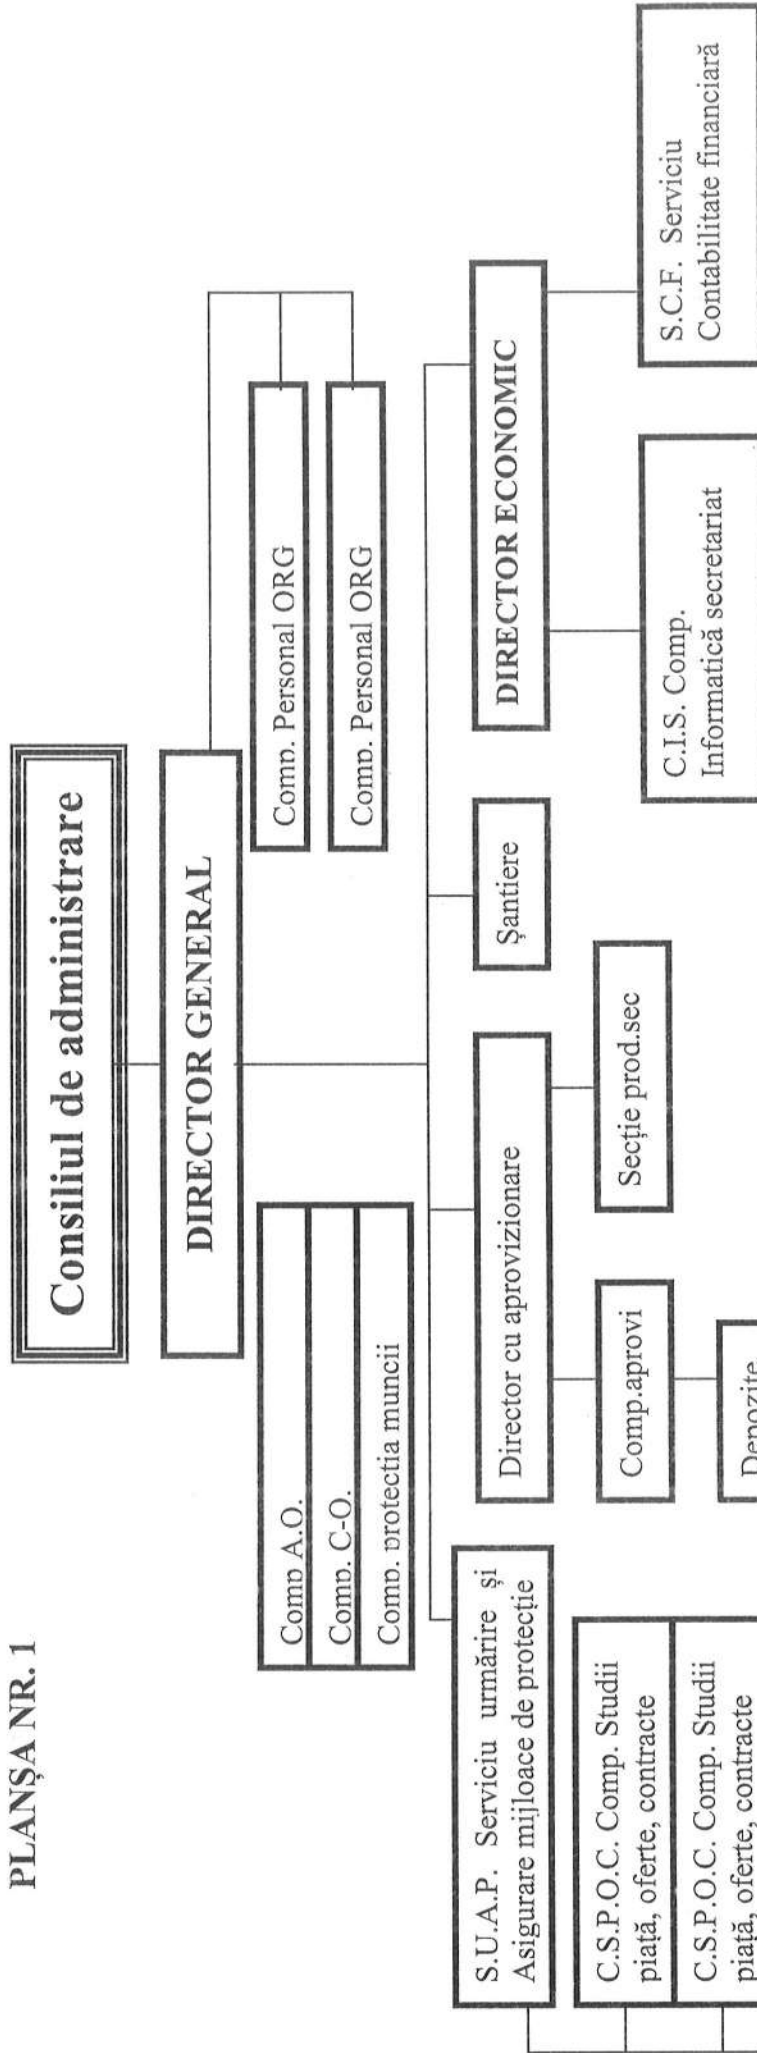 PLANȘA NR. 1
Consiliul de administrare
DIRECTOR GENERAL
Comp A.O.
Comp. C-O.
Comp. protectia muncii
Comp. Personal ORG
Comp. Personal ORG
S.U.A.P. Serviciu urmărire și
Asigurare mijloace de protecție
Director cu aprovizionare
Șantiere
DIRECTOR ECONOMIC
C.S.P.O.C. Comp. Studii
piață, oferte, contracte
C.S.P.O.C. Comp. Studii
piață, oferte, contracte
Comp.aprovi
Secție prod.sec
Depozite
C.I.S. Comp.
Informatică secretariat
S.C.F. Serviciu
Contabilitate financiară